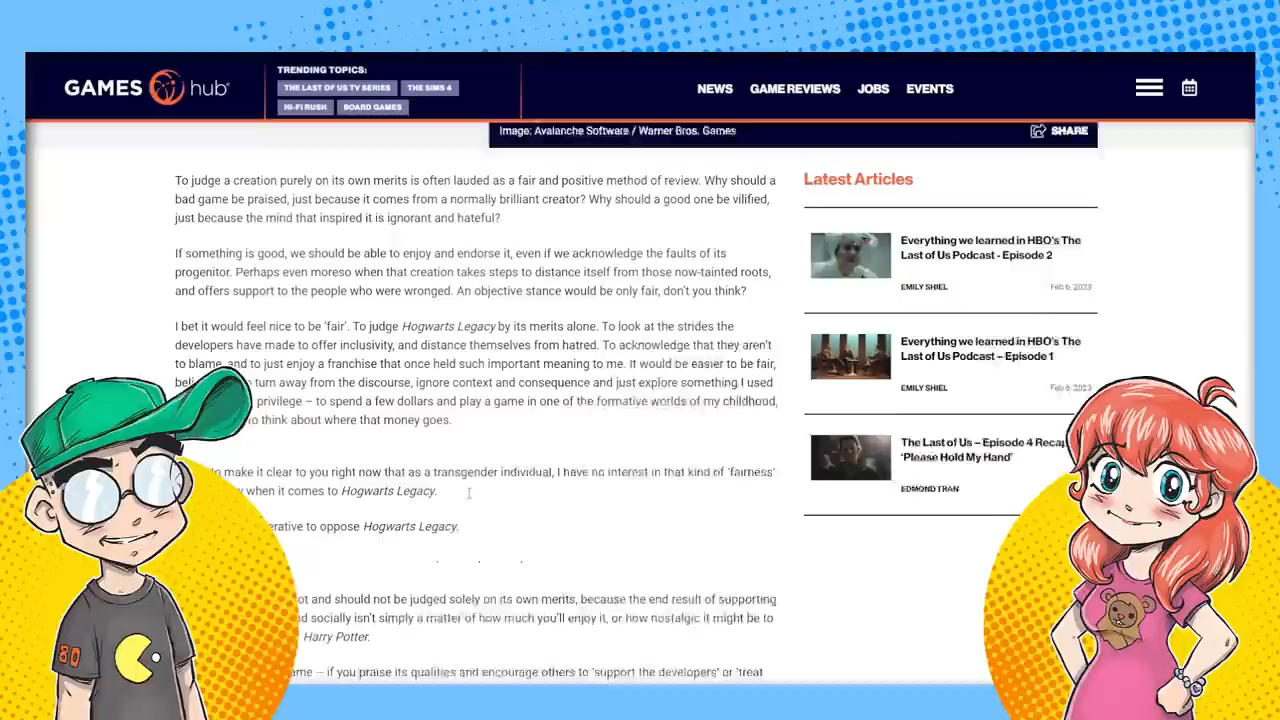 GAMES hub
TRENDING TOPICS:
THE LAST OF US TV SERIES
THE SIMS 4
HI-FI RUSH
BOARD GAMES
NEWS
GAME REVIEWS
JOBS
EVENTS
Image: Avalanche Software / Warner Bros. Games
SHARE
To judge a creation purely on its own merits is often lauded as a fair and positive method of review. Why should a
bad game be praised, just because it comes from a normally brilliant creator? Why should a good one be vilified,
just because the mind that inspired it is ignorant and hateful?
If something is good, we should be able to enjoy and endorse it, even if we acknowledge the faults of its
progenitor. Perhaps even moreso when that creation takes steps to distance itself from those now-tainted roots,
and offers support to the people who were wronged. An objective stance would be only fair, don't you think?
I bet it would feel nice to be 'fair'. To judge Hogwarts Legacy by its merits alone. To look at the strides the
developers have made to offer inclusivity, and distance themselves from hatred. To acknowledge that they aren't
to blame, and to just enjoy a franchise that once held such important meaning to me. It would be easier to be fair,
turn away from the discourse, ignore context and consequence and just explore something I used
privilege – to spend a few dollars and play a game in one of the formative worlds of my childhood,
to think about where that money goes.
to make it clear to you right now that as a transgender individual, I have no interest in that kind of 'fairness'
when it comes to Hogwarts Legacy.
to oppose Hogwarts Legacy.
and should not be judged solely on its own merits, because the end result of supporting
socially isn't simply a matter of how much you'll enjoy it, or how nostalgic it might be to
Harry Potter.
– if you praise its qualities and encourage others to 'support the developers' or 'treat
Latest Articles
Everything we learned in HBO's The
Last of Us Podcast - Episode 2
EMILY SHIEL
Feb 6, 2023
Everything we learned in HBO's The
Last of Us Podcast – Episode 1
EMILY SHIEL
Feb 6, 2023
The Last of Us – Episode 4 Recap
'Please Hold My Hand'
EDMOND TRAN
80